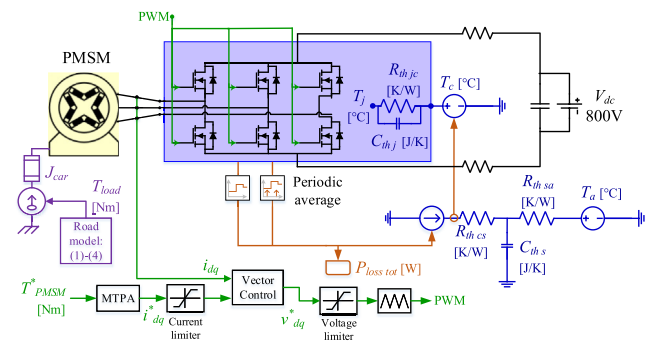 PWM
PMSM
R_th jc
[K/W]
T_j
[°C]
C_th j [J/K]
T_c [°C]
V_dc
800V
J_car
T_load
[Nm]
Road
model:
(1)-(4)
Periodic
average
P_loss tot [W]
R_th cs
[K/W]
R_th sa
[K/W]
T_a [°C]
C_th s
[J/K]
T*_PMSM
[Nm]
MTPA
i*_dq
Current
limiter
i_dq
Vector
Control
v*_dq
Voltage
limiter
PWM